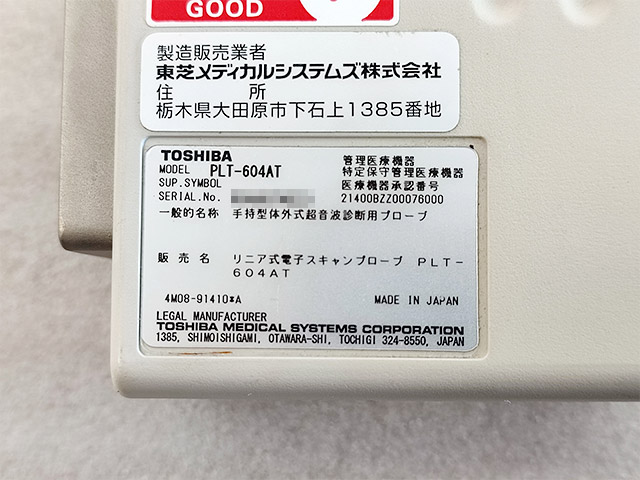 GOOD
製造販売業者
東芝メディカルシステムズ株式会社
住　所
栃木県大田原市下石上1385番地
TOSHIBA
MODEL PLT-604AT
SUP.SYMBOL
SERIAL.No.
管理医療機器
特定保守管理医療機器
医療機器承認番号
21400BZZ00076000
一般的名称 手持型体外式超音波診断用プローブ
販売名 リニア式電子スキャンプローブ PLT-
604AT
4M08-91410*A MADE IN JAPAN
LEGAL MANUFACTURER
TOSHIBA MEDICAL SYSTEMS CORPORATION
1385, SHIMOISHIGAMI, OTAWARA-SHI, TOCHIGI 324-8550, JAPAN